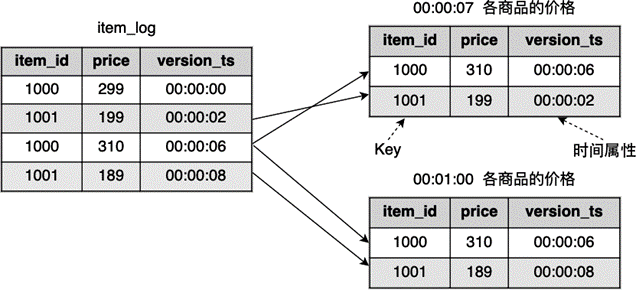 item_log
item_id price version_ts
1000 299 00:00:00
1001 199 00:00:02
1000 310 00:00:06
1001 189 00:00:08
00:00:07 各商品的价格
item_id price version_ts
1000 310 00:00:06
1001 199 00:00:02
Key 时间属性
00:01:00 各商品的价格
item_id price version_ts
1000 310 00:00:06
1001 189 00:00:08